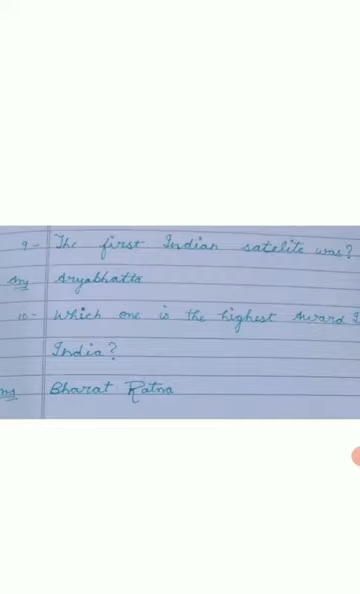 9- The first Indian satelite was?
Ans Aryabhatta
10- Which one is the highest Award I
India?
Ans Bharat Ratna